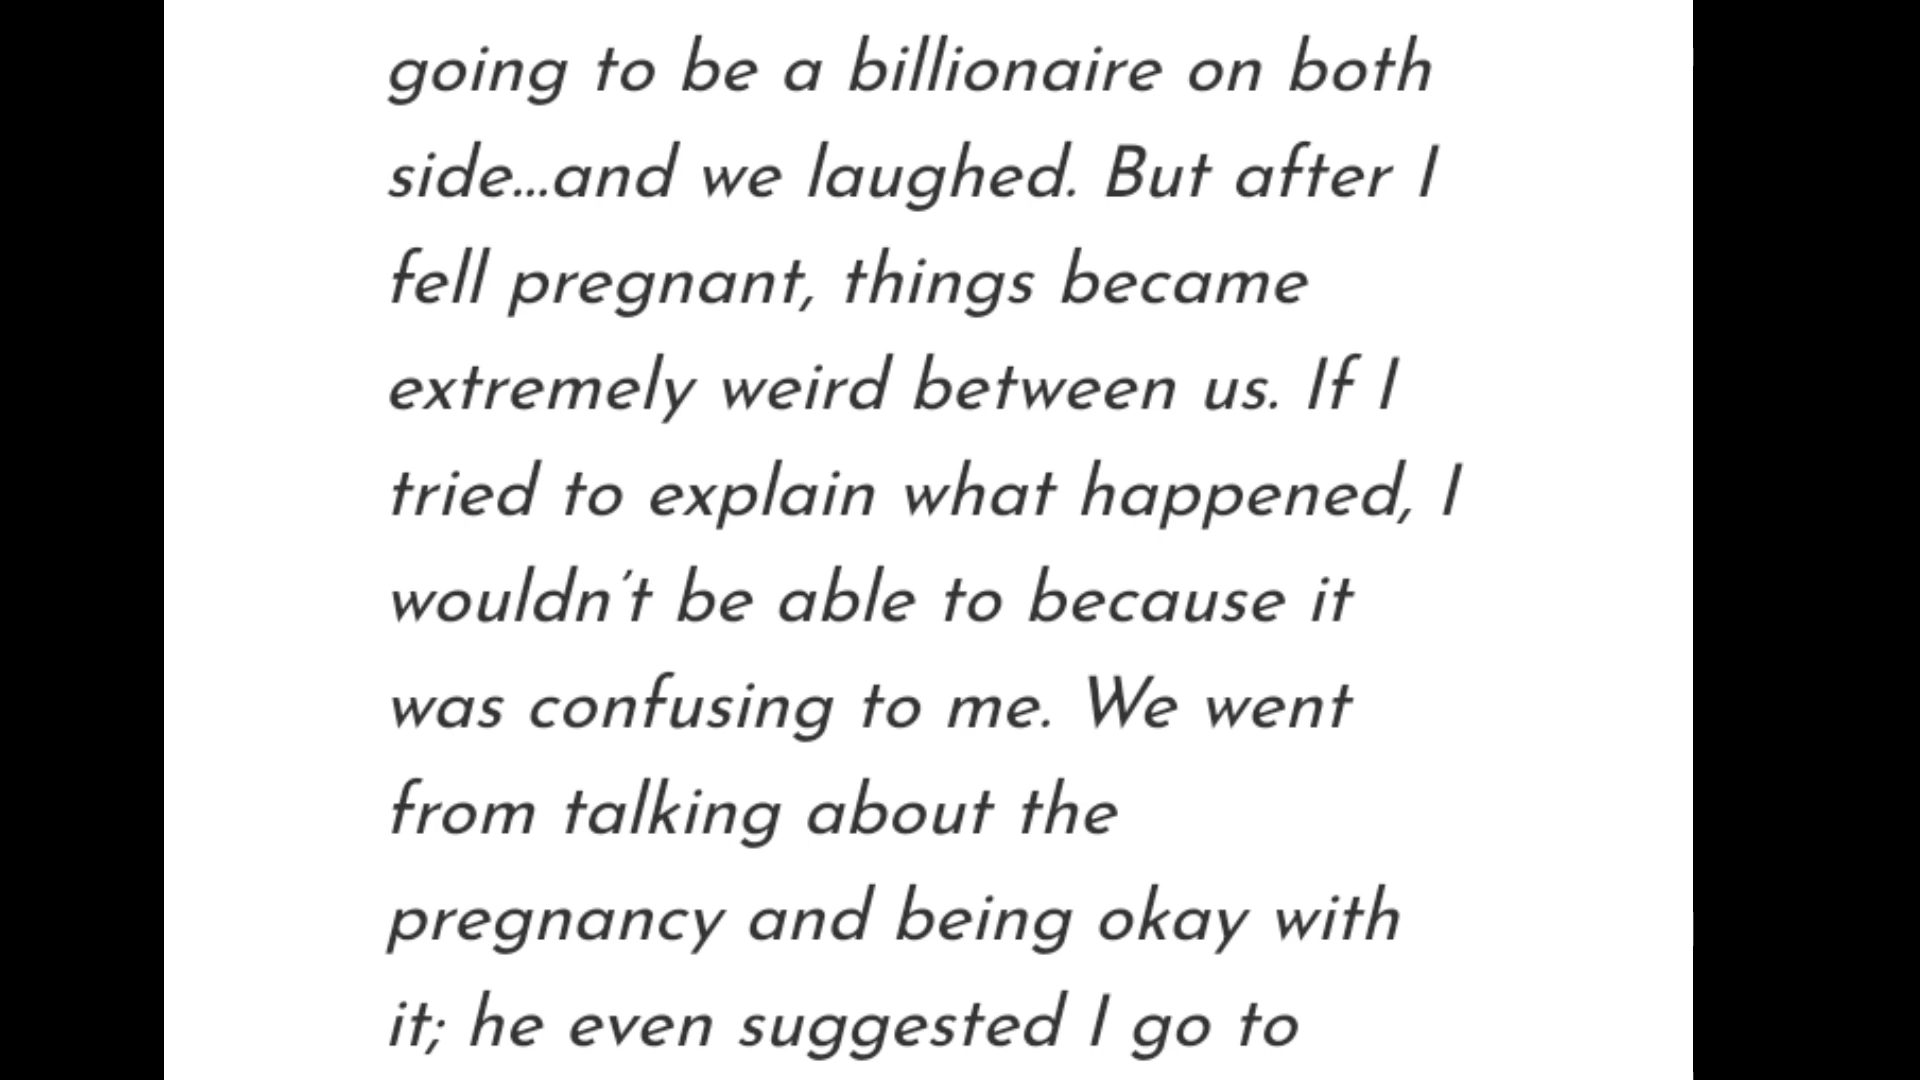 going to be a billionaire on both
side...and we laughed. But after I
fell pregnant, things became
extremely weird between us. If I
tried to explain what happened, I
wouldn't be able to because it
was confusing to me. We went
from talking about the
pregnancy and being okay with
it; he even suggested I go to